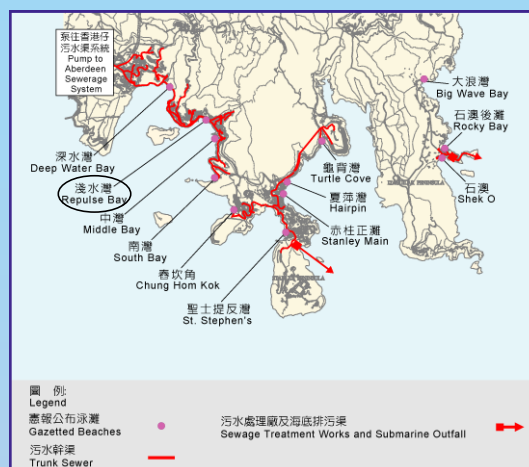 泵往香港仔
污水渠系統
Pump to
Aberdeen
Sewerage
System
大浪灣
Big Wave Bay
石澳後灘
Rocky Bay
深水灣
Deep Water Bay
龜背灣
Turtle Cove
淺水灣
Repulse Bay
夏萍灣
Hairpin
石澳
Shek O
中灣
Middle Bay
赤柱正灘
Stanley Main
南灣
South Bay
舂坎角
Chung Hom Kok
聖士提反灣
St. Stephen's
圖 例:
Legend
憲報公布泳灘
Gazetted Beaches
污水處理廠及海底排污渠
Sewage Treatment Works and Submarine Outfall
污水幹渠
Trunk Sewer